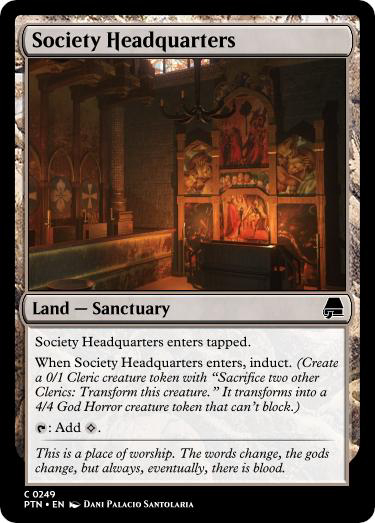 Society Headquarters
Land — Sanctuary
Society Headquarters enters tapped.
When Society Headquarters enters, induct. (Create
a 0/1 Cleric creature token with “Sacrifice two other
Clerics: Transform this creature.” It transforms into a
4/4 God Horror creature token that can’t block.)
: Add .
This is a place of worship. The words change, the gods
change, but always, eventually, there is blood.
C 0249
PTN • EN Dani Palacio Santolaria